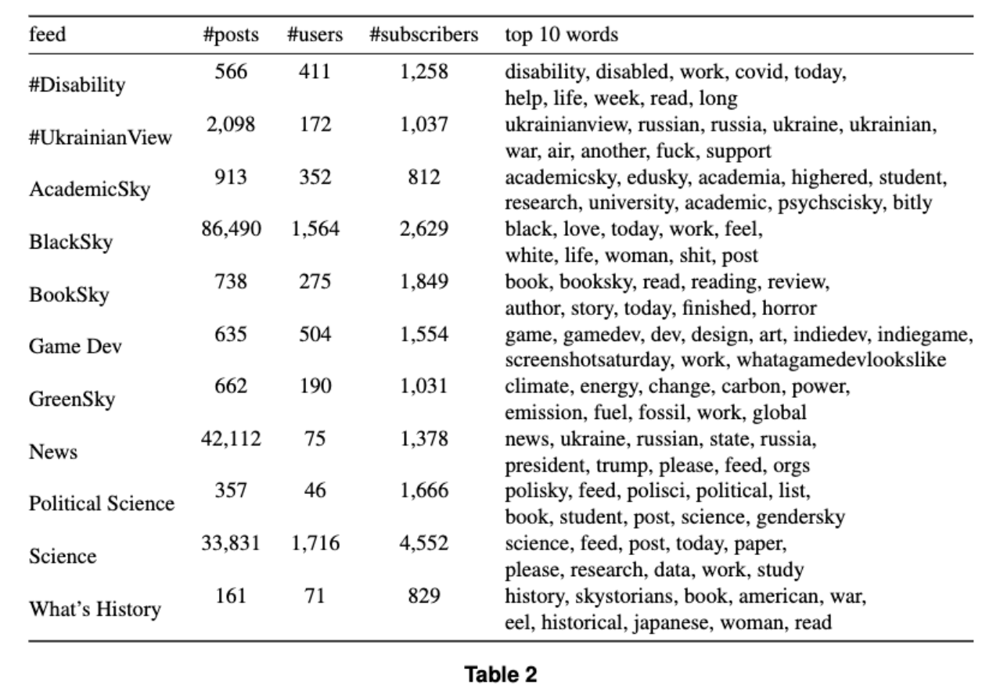 feed #posts #users #subscribers top 10 words
#Disability 566 411 1,258 disability, disabled, work, covid, today,
help, life, week, read, long
#UkrainianView 2,098 172 1,037 ukrainianview, russian, russia, ukraine, ukrainian,
war, air, another, fuck, support
AcademicSky 913 352 812 academicsky, edusky, academia, highered, student,
research, university, academic, psychscisky, bitly
BlackSky 86,490 1,564 2,629 black, love, today, work, feel,
white, life, woman, shit, post
BookSky 738 275 1,849 book, booksky, read, reading, review,
author, story, today, finished, horror
Game Dev 635 504 1,554 game, gamedev, dev, design, art, indiedev, indiegame,
screenshotsaturday, work, whatagamedevlookslike
GreenSky 662 190 1,031 climate, energy, change, carbon, power,
emission, fuel, fossil, work, global
News 42,112 75 1,378 news, ukraine, russian, state, russia,
president, trump, please, feed, orgs
Political Science 357 46 1,666 polisky, feed, polisci, political, list,
book, student, post, science, gendersky
Science 33,831 1,716 4,552 science, feed, post, today, paper,
please, research, data, work, study
What's History 161 71 829 history, skystorians, book, american, war,
eel, historical, japanese, woman, read
Table 2